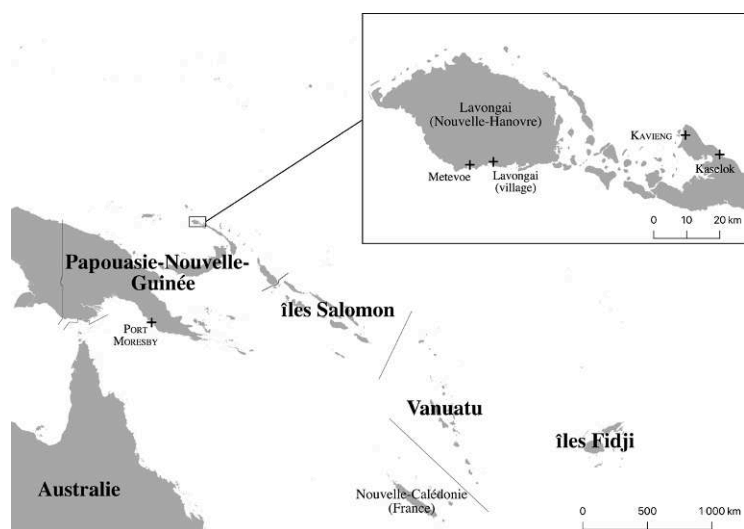 Lavongai
(Nouvelle-Hanovre)
KAVIENG
Kaselok
Metevoe
Lavongai
(village)
0 10 20 km
Papouasie-Nouvelle-
Guinée
PORT
MORESBY
îles Salomon
Vanuatu
îles Fidji
Australie
Nouvelle-Calédonie
(France)
0 500 1 000 km